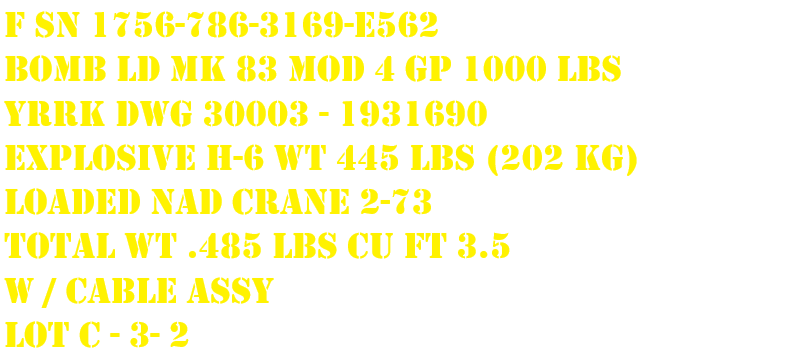 F SN 1756-786-3169-E562
BOMB LD MK 83 MOD 4 GP 1000 LBS
YRRK DWG 30003 - 1931690
EXPLOSIVE H-6 WT 445 LBS (202 KG)
LOADED NAD CRANE 2-73
TOTAL WT .485 LBS CU FT 3.5
W / CABLE ASSY
LOT C - 3- 2